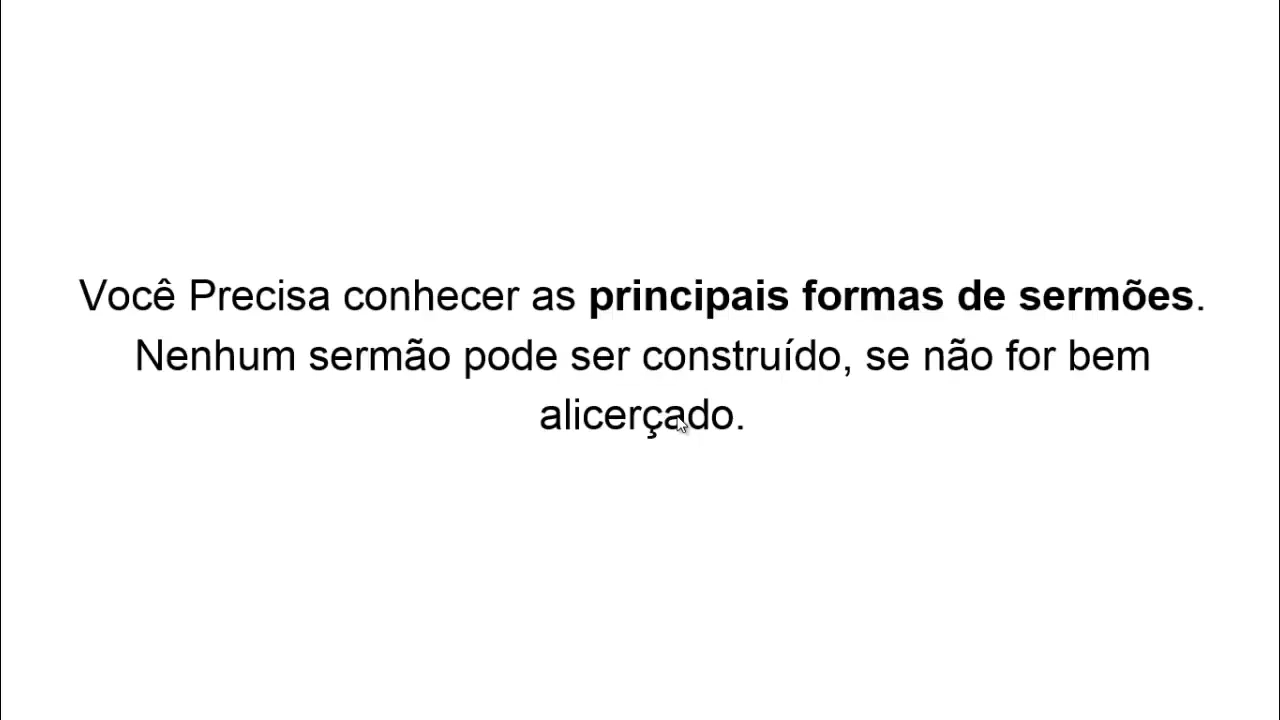 Você Precisa conhecer as principais formas de sermões.
Nenhum sermão pode ser construído, se não for bem
alicerçado.